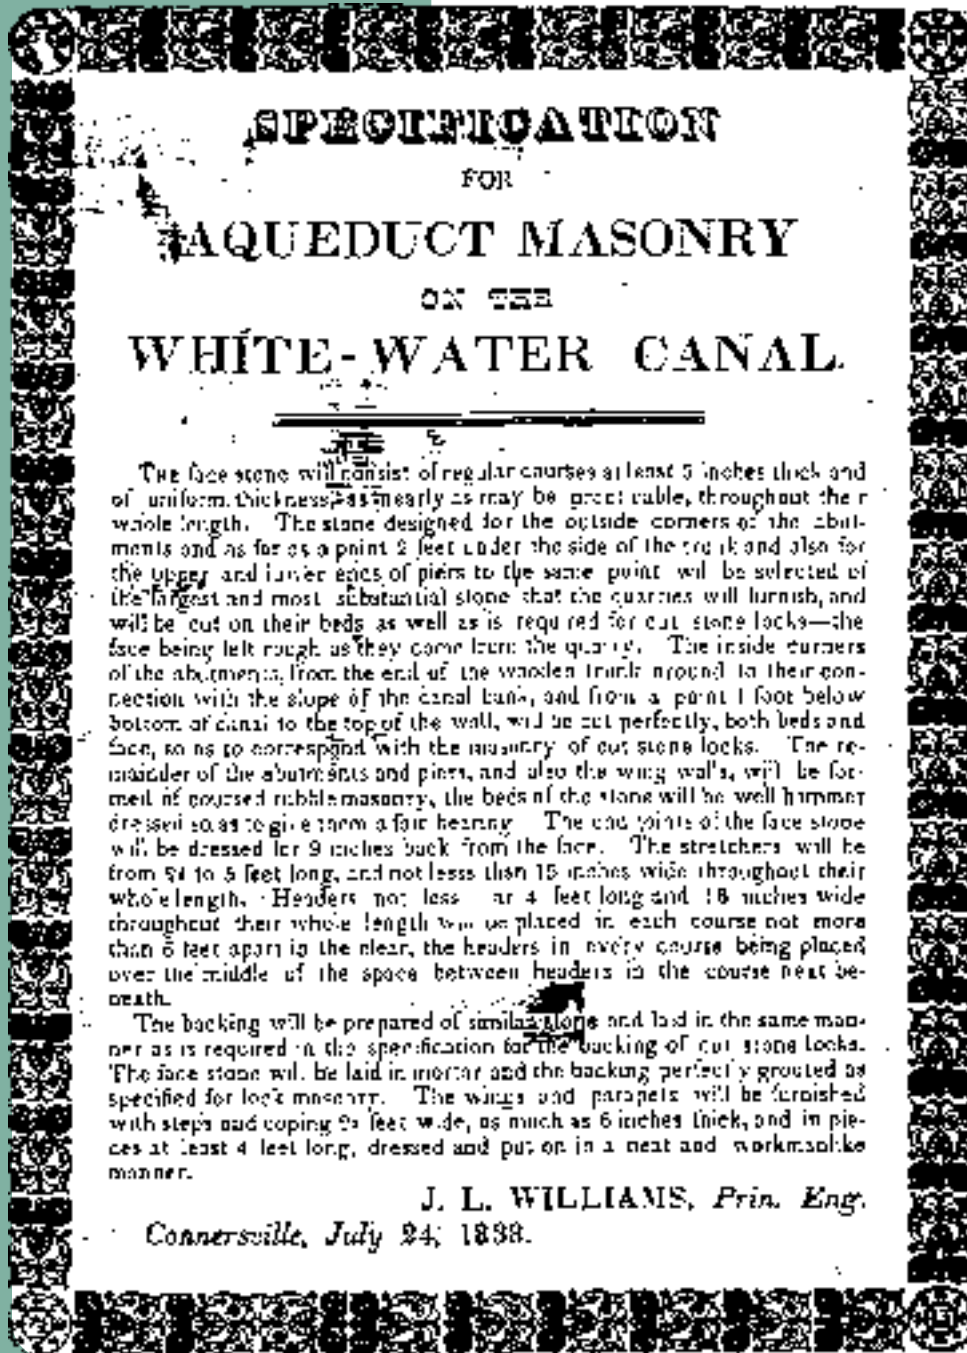 SPECIFICATION
FOR
AQUEDUCT MASONRY
ON THE
WHITE-WATER CANAL.
THE face stone will consist of regular courses at least 5 inches thick and
of uniform thickness, as nearly as may be practicable, throughout their
whole length. The stone designed for the outside corners of the abut-
ments and as far as a point 2 feet under the side of the trunk and also for
the upper and lower ends of piers to the same point will be selected of
the largest and most substantial stone that the quarries will furnish, and
will be cut on their beds as well as is required for cut stone locks—the
face being left rough as they come from the quarry. The inside corners
of the abutments, from the end of the wooden trunk around to their con-
nection with the slope of the canal bank, and from a point 1 foot below
bottom of canal to the top of the wall, will be cut perfectly, both beds and
face, so as to correspond with the masonry of cut stone locks. The re-
mainder of the abutments and piers, and also the wing walls, will be for-
med of coursed rubble masonry, the beds of the stone will be well hammer
dressed so as to give them a fair bearing The end joints of the face stone
will be dressed for 9 inches back from the face. The stretchers will be
from to 5 feet long, and not lesss than 15 inches wide throughout their
whole length. Headers not less 4 feet long and 18 inches wide
throughout their whole length will be placed in each course not more
than 6 feet apart in the clear, the headers in every course being placed
over the middle of the space between headers in the course next be-
neath.
The backing will be prepared of similar stone and laid in the same man-
ner as is required in the specification for the backing of cut stone locks.
The face stone will be laid in mortar and the backing perfectly grouted as
specified for lock masonry. The wings and parapets will be furnished
with steps and coping feet wide, as much as 6 inches thick, and in pie-
ces at least 4 feet long, dressed and put on in a neat and workmanlike
manner.
J. L. WILLIAMS, Prin. Eng.
Connersville, July 24, 1838.